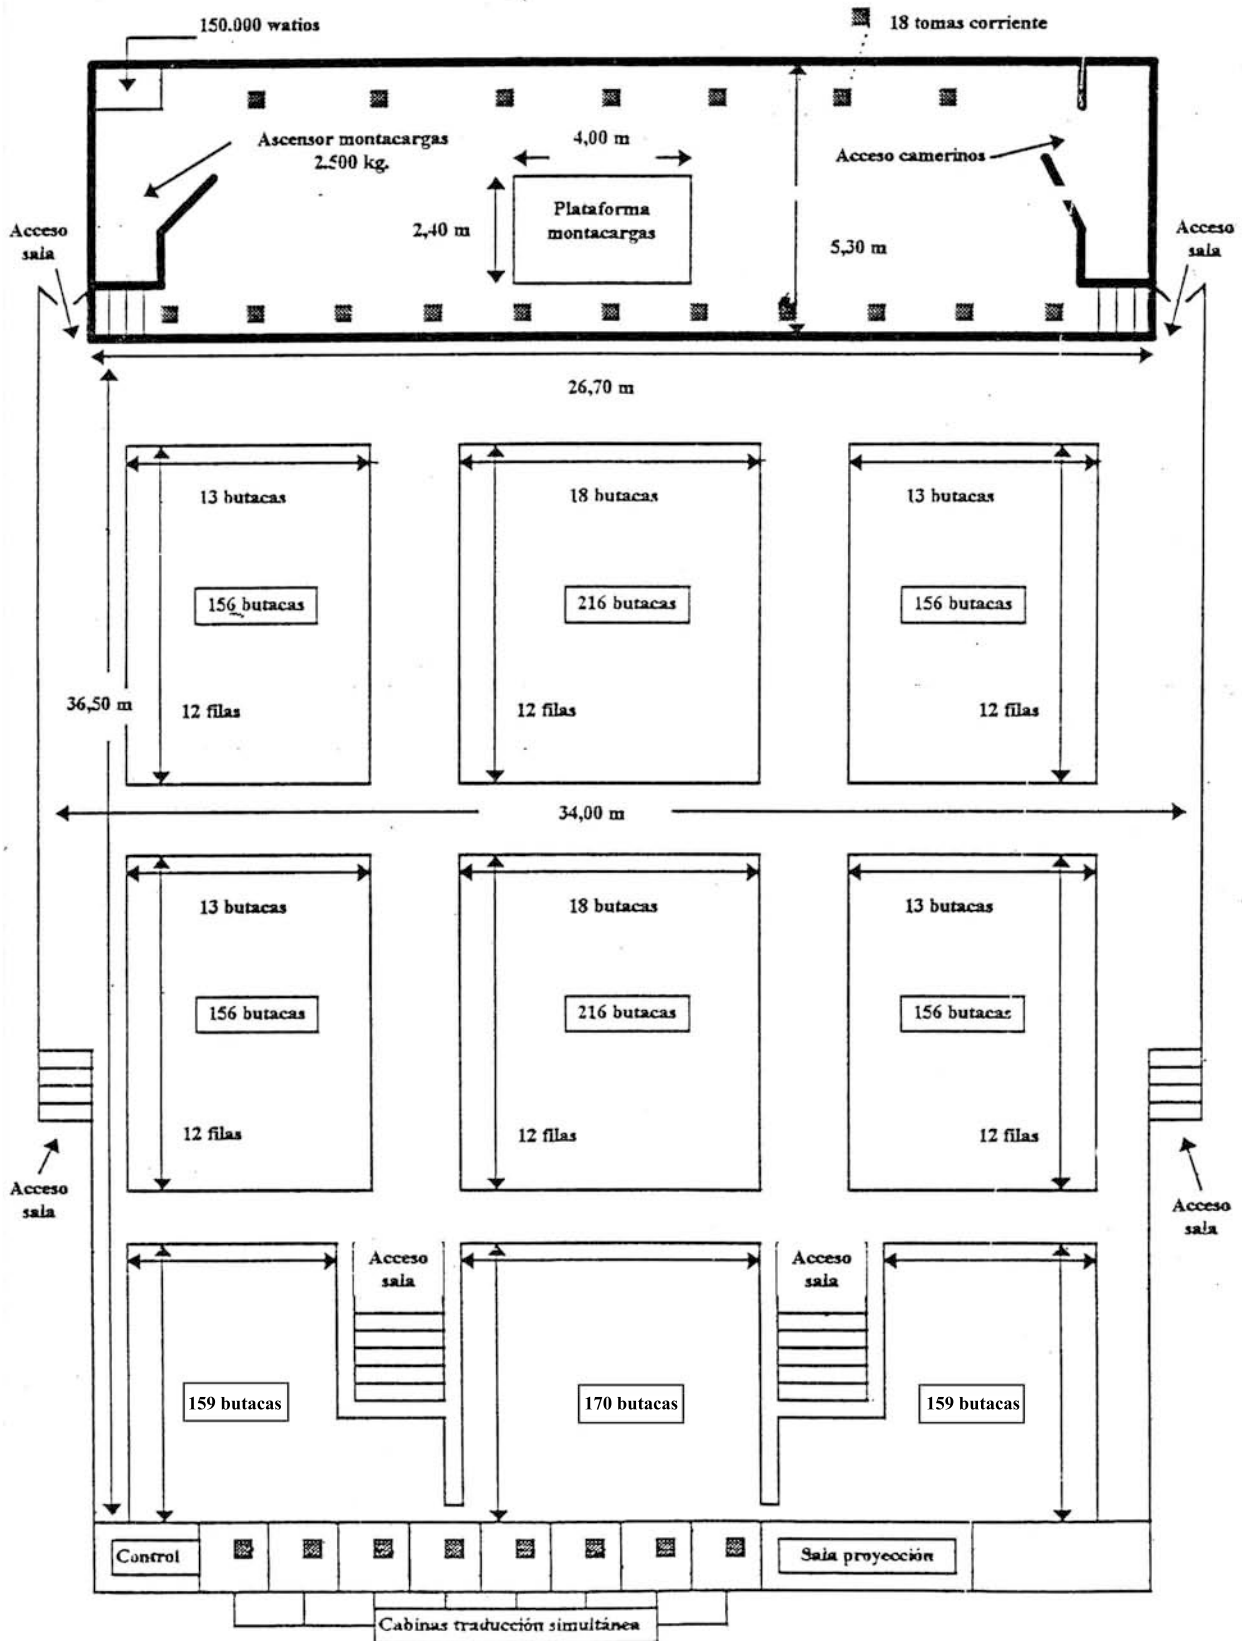 150.000 watios
18 tomas corriente
Ascensor montacargas
2.500 kg.
4,00 m
Acceso camerinos
Plataforma
montacargas
2,40 m
5,30 m
Acceso
sala
Acceso
sala
26,70 m
13 butacas
18 butacas
13 butacas
156 butacas
216 butacas
156 butacas
36,50 m
12 filas
12 filas
12 filas
34,00 m
13 butacas
18 butacas
13 butacas
156 butacas
216 butacas
156 butacas
12 filas
12 filas
12 filas
Acceso
sala
Acceso
sala
Acceso
sala
Acceso
sala
159 butacas
170 butacas
159 butacas
Control
Sala proyección
Cabinas traducción simultánea